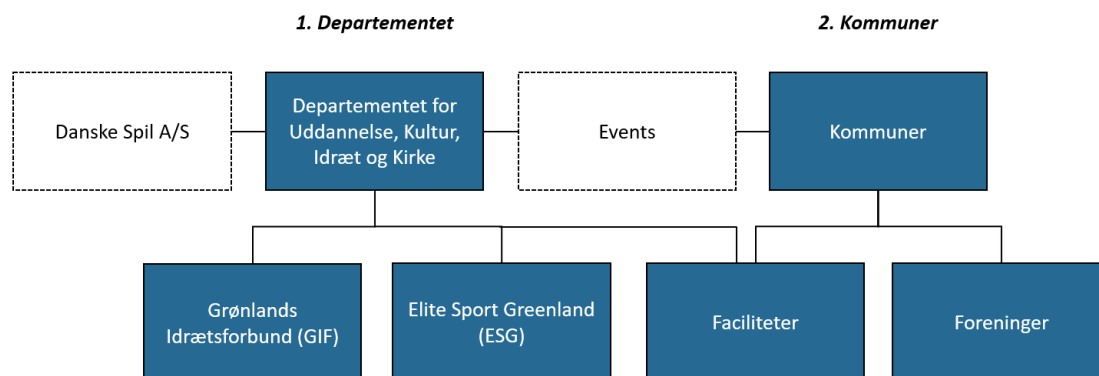 1. Departementet
2. Kommuner
Danske Spil A/S
Departementet for
Uddannelse, Kultur,
Idræt og Kirke
Events
Kommuner
Grønlands
Idrætsforbund (GIF)
Elite Sport Greenland
(ESG)
Faciliteter
Foreninger